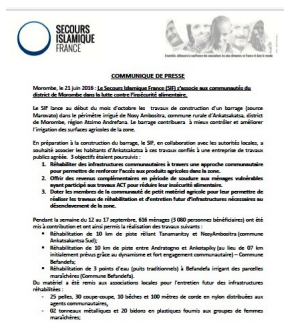 SECOURS
ISLAMIQUE
FRANCE
COMMUNIQUE DE PRESSE
Morombe, le 21 juin 2016 : Le Secours Islamique France (SIF) s'associe aux communautés du
district de Morombe dans la lutte contre l'insécurité alimentaire.
Le SIF lance au début du mois d'octobre les travaux de construction d'un barrage (source
Marovato) dans le périmètre irrigué de Nosy Ambositra, commune rurale d'Ankatsakatsa, district
de Morombe, région Atsimo Andrefana. Le barrage contribuera à mieux contrôler et améliorer
l'irrigation des surfaces agricoles de la zone.
En préparation à la construction du barrage, le SIF, en collaboration avec les autorités locales, a
souhaité associer les habitants d'Ankatsakatsa à ces travaux confiés à une entreprise de travaux
publics agréée. 3 objectifs étaient poursuivis :
1. Réhabiliter des infrastructures communautaires à travers une approche communautaire
pour permettre de renforcer l'accès aux produits agricoles dans la zone.
2. Offrir des revenus complémentaires en période de soudure aux ménages vulnérables
ayant participé aux travaux ACT pour réduire leur insécurité alimentaire.
3. Doter les membres de la communauté de petit matériel agricole pour leur permettre de
réaliser les travaux de réhabilitation et d'entretien futur d'infrastructures nécessaires au
désenclavement de la zone.
Pendant la semaine du 12 au 17 septembre, 616 ménages (3 080 personnes bénéficiaires) ont été
mis à contribution et ont ainsi permis la réalisation des travaux suivants :
• Réhabilitation de 10 km de piste reliant Tanamitsy et NosyAmbositra (commune
Ankatsakantsa Sud);
• Réhabilitation de 10 km de piste entre Andratogno et Anketaploy (au lieu de 07 km
initialement prévus grâce au dynamisme et fort engagement communautaire) – Commune
Befandefa;
• Réhabilitation de 3 points d'eau (puits traditionnels) à Befandefa irrigant des parcelles
maraîchères (Commune Befandefa).
Du matériel a été remis aux associations locales pour l'entretien futur des infrastructures
réhabilitées :
- 25 pelles, 30 coupe-coupe, 10 bêches et 100 mètres de corde en nylon distribuées aux
agents communautaires,
- 02 tonneaux métalliques et 20 bidons en plastiques fournis aux groupes de femmes
maraîchères;